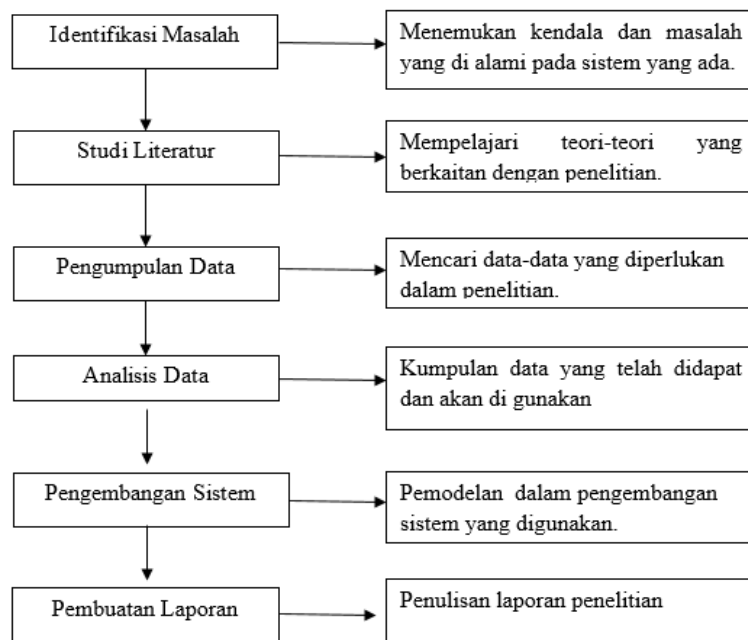 Identifikasi Masalah
Menemukan kendala dan masalah
yang di alami pada sistem yang ada.
Studi Literatur
Mempelajari teori-teori yang
berkaitan dengan penelitian.
Pengumpulan Data
Mencari data-data yang diperlukan
dalam penelitian.
Analisis Data
Kumpulan data yang telah didapat
dan akan di gunakan
Pengembangan Sistem
Pemodelan dalam pengembangan
sistem yang digunakan.
Pembuatan Laporan
Penulisan laporan penelitian